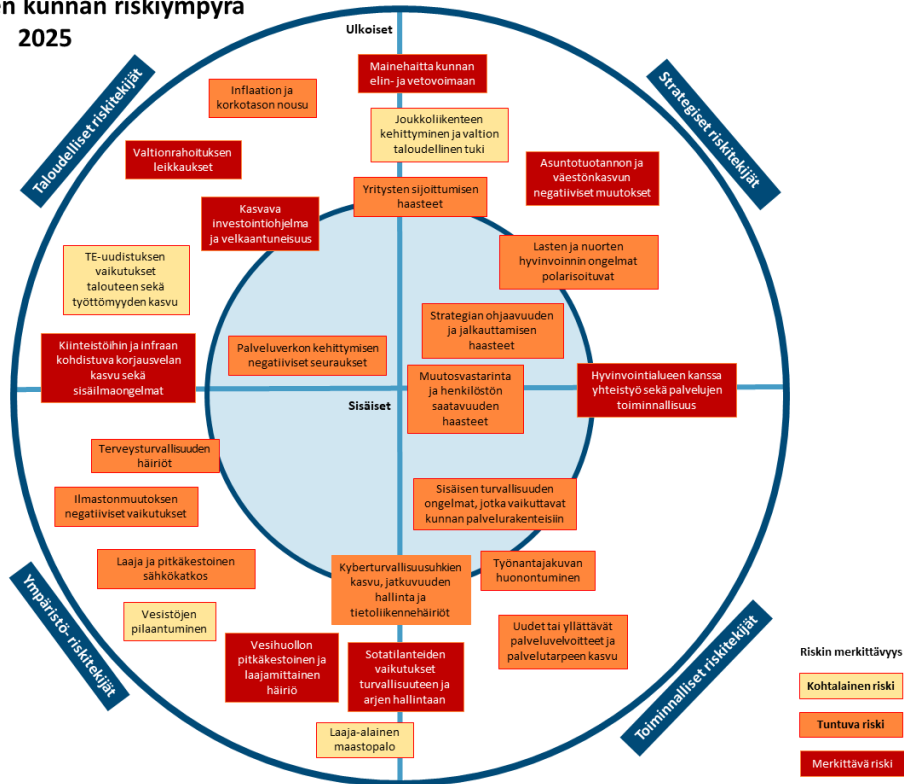 kunnan riskiympyrä
2025
Ulkoiset
Taloudelliset riskitekijät
Strategiset riskitekijät
Mainehaitta kunnan
elin- ja vetovoimaan
Inflaation ja
korkotason nousu
Joukkoliikenteen
kehittyminen ja valtion
taloudellinen tuki
Valtionrahoituksen
leikkaukset
Asuntotuotannon ja
väestönkasvun
negatiiviset muutokset
Yritysten sijoittumisen
haasteet
Kasvava
investointiohjelma
ja velkaantuneisuus
TE-uudistuksen
vaikutukset
talouteen sekä
työttömyyden kasvu
Lasten ja nuorten
hyvinvoinnin ongelmat
polarisoituvat
Strategian ohjaavuuden
ja jalkauttamisen
haasteet
Kiinteistöihin ja infraan
kohdistuva korjausvelan
kasvu sekä
sisäilmaongelmat
Palveluverkon kehittymisen
negatiiviset seuraukset
Sisäiset
Muutosvastarinta
ja henkilöstön
saatavuuden
haasteet
Hyvinvointialueen kanssa
yhteistyö sekä palvelujen
toiminnallisuus
Terveysturvallisuuden
häiriöt
Ilmastonmuutoksen
negatiiviset vaikutukset
Sisäisen turvallisuuden
ongelmat, jotka vaikuttavat
kunnan palvelurakenteisiin
Laaja ja pitkäkestoinen
sähkökatkos
Kyberturvallisuusuhkien
kasvu, jatkuvuuden
hallinta ja
tietoliikennehäiriöt
Työnantajakuvan
huonontuminen
Vesistöjen
pilaantuminen
Uudet tai yllättävät
palveluvelvoitteet ja
palvelutarpeen kasvu
Vesihuollon
pitkäkestoinen ja
laajamittainen
häiriö
Sotatilanteiden
vaikutukset
turvallisuuteen ja
arjen hallintaan
Laaja-alainen
maastopalo
Ympäristö- riskitekijät
Toiminnalliset riskitekijät
Riskin merkittävyys
Kohtalainen riski
Tuntuva riski
Merkittävä riski